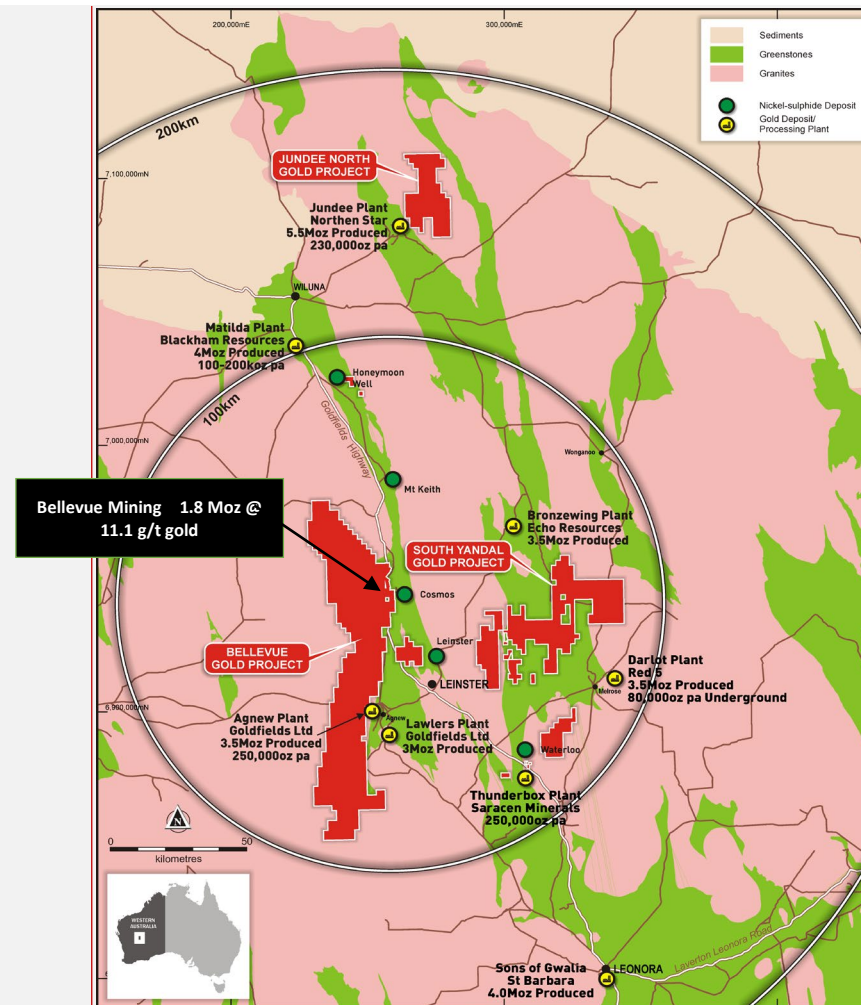 200,000mE
300,000mE
Sediments
Greenstones
Granites
Nickel-sulphide Deposit
Gold Deposit/
Processing Plant
200km
7,100,000mN
JUNDEE NORTH
GOLD PROJECT
Jundee Plant
Northen Star
5.5Moz Produced
230,000oz pa
WILUNA
Matilda Plant
Blackham Resources
4Moz Produced
100-200koz pa
Honeymoon
Well
100km
Goldfields Highway
7,000,000mN
Wonganoo
Mt Keith
Bellevue Mining 1.8 Moz @
11.1 g/t gold
Bronzewing Plant
Echo Resources
3.5Moz Produced
SOUTH YANDAL
GOLD PROJECT
Cosmos
BELLEVUE
GOLD PROJECT
Leinster
LEINSTER
Darlot Plant
Red 5
3.5Moz Produced
80,000oz pa Underground
Melrose
6,900,000mN
Agnew Plant
Goldfields Ltd
3.5Moz Produced
250,000oz pa
Agnew
Lawlers Plant
Goldfields Ltd
3Moz Produced
Waterloo
Thunderbox Plant
Saracen Minerals
250,000oz pa
N
0
50
kilometres
WESTERN
AUSTRALIA
Laverton Leonora Road
Sons of Gwalia
St Barbara
4.0Moz Produced
LEONORA